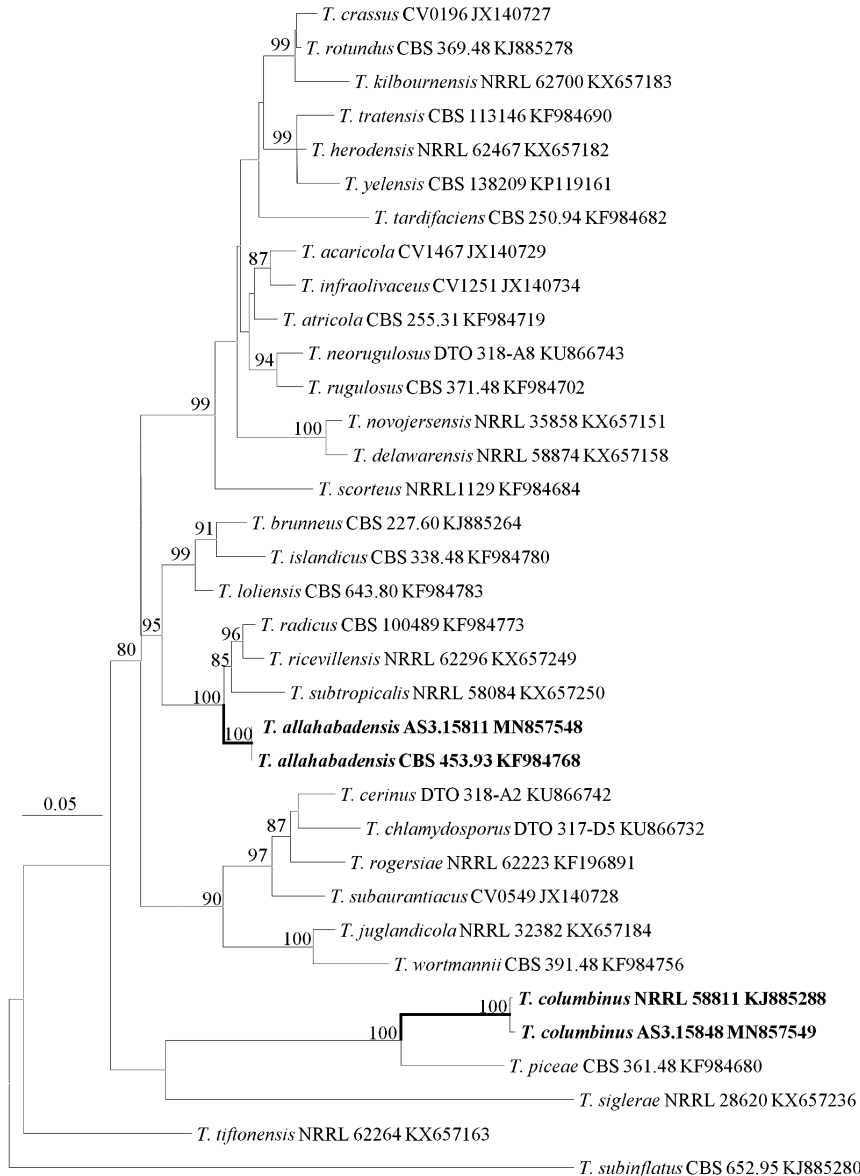 T. crassus CV0196 JX140727
99
T. rotundus CBS 369.48 KJ885278
T. kilbournensis NRRL 62700 KX657183
T. tratensis CBS 113146 KF984690
99
T. herodensis NRRL 62467 KX657182
T. yelensis CBS 138209 KP119161
T. tardifaciens CBS 250.94 KF984682
T. acaricola CV1467 JX140729
87
T. infraolivaceus CV1251 JX140734
T. atricola CBS 255.31 KF984719
T. neorugulosus DTO 318-A8 KU866743
94
T. rugulosus CBS 371.48 KF984702
99
T. novojersensis NRRL 35858 KX657151
100
T. delawarensis NRRL 58874 KX657158
T. scorteus NRRL1129 KF984684
T. brunneus CBS 227.60 KJ885264
91
T. islandicus CBS 338.48 KF984780
99
T. loliensis CBS 643.80 KF984783
T. radicus CBS 100489 KF984773
95
96
T. ricevillensis NRRL 62296 KX657249
80
85
T. subtropicalis NRRL 58084 KX657250
100
T. allahabadensis AS3.15811 MN857548
100
T. allahabadensis CBS 453.93 KF984768
T. cerinus DTO 318-A2 KU866742
0.05
87
T. chlamydosporus DTO 317-D5 KU866732
97
T. rogersiae NRRL 62223 KF196891
T. subaurantiacus CV0549 JX140728
90
T. juglandicola NRRL 32382 KX657184
100
T. wortmannii CBS 391.48 KF984756
T. columbinus NRRL 58811 KJ885288
100
T. columbinus AS3.15848 MN857549
100
T. piceae CBS 361.48 KF984680
T. siglerae NRRL 28620 KX657236
T. tiftonensis NRRL 62264 KX657163
T. subinflatus CBS 652.95 KJ885280